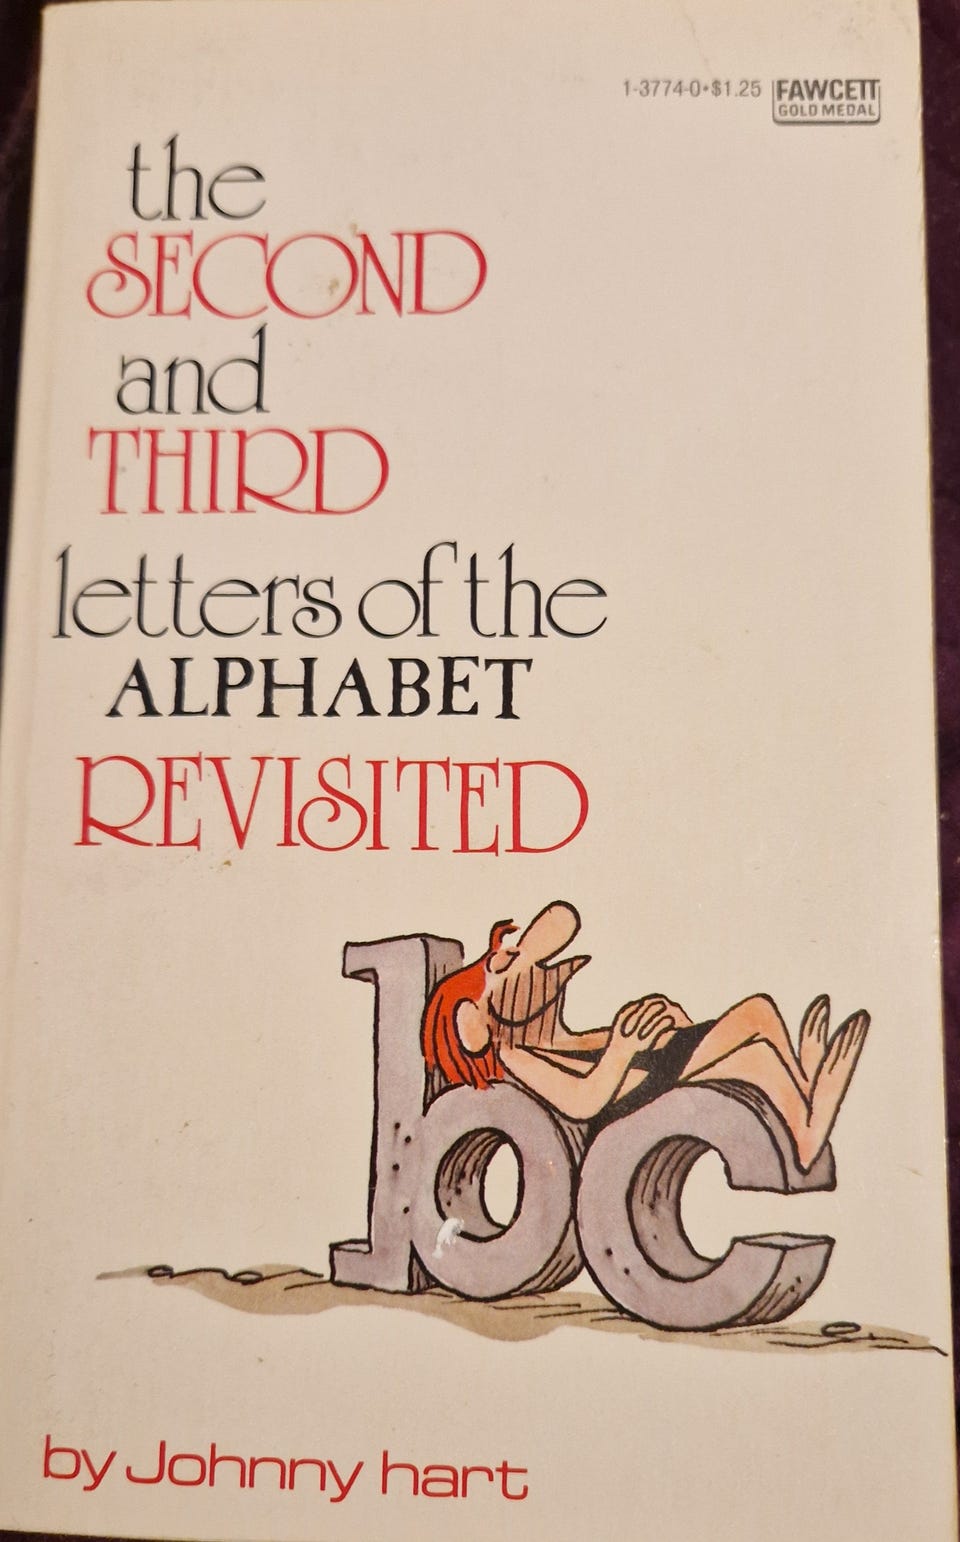 1-3774-0•$1.25 FAWCETT
GOLD MEDAL
the
SECOND
and
THIRD
letters of the
ALPHABET
REVISITED
bc
by Johnny hart